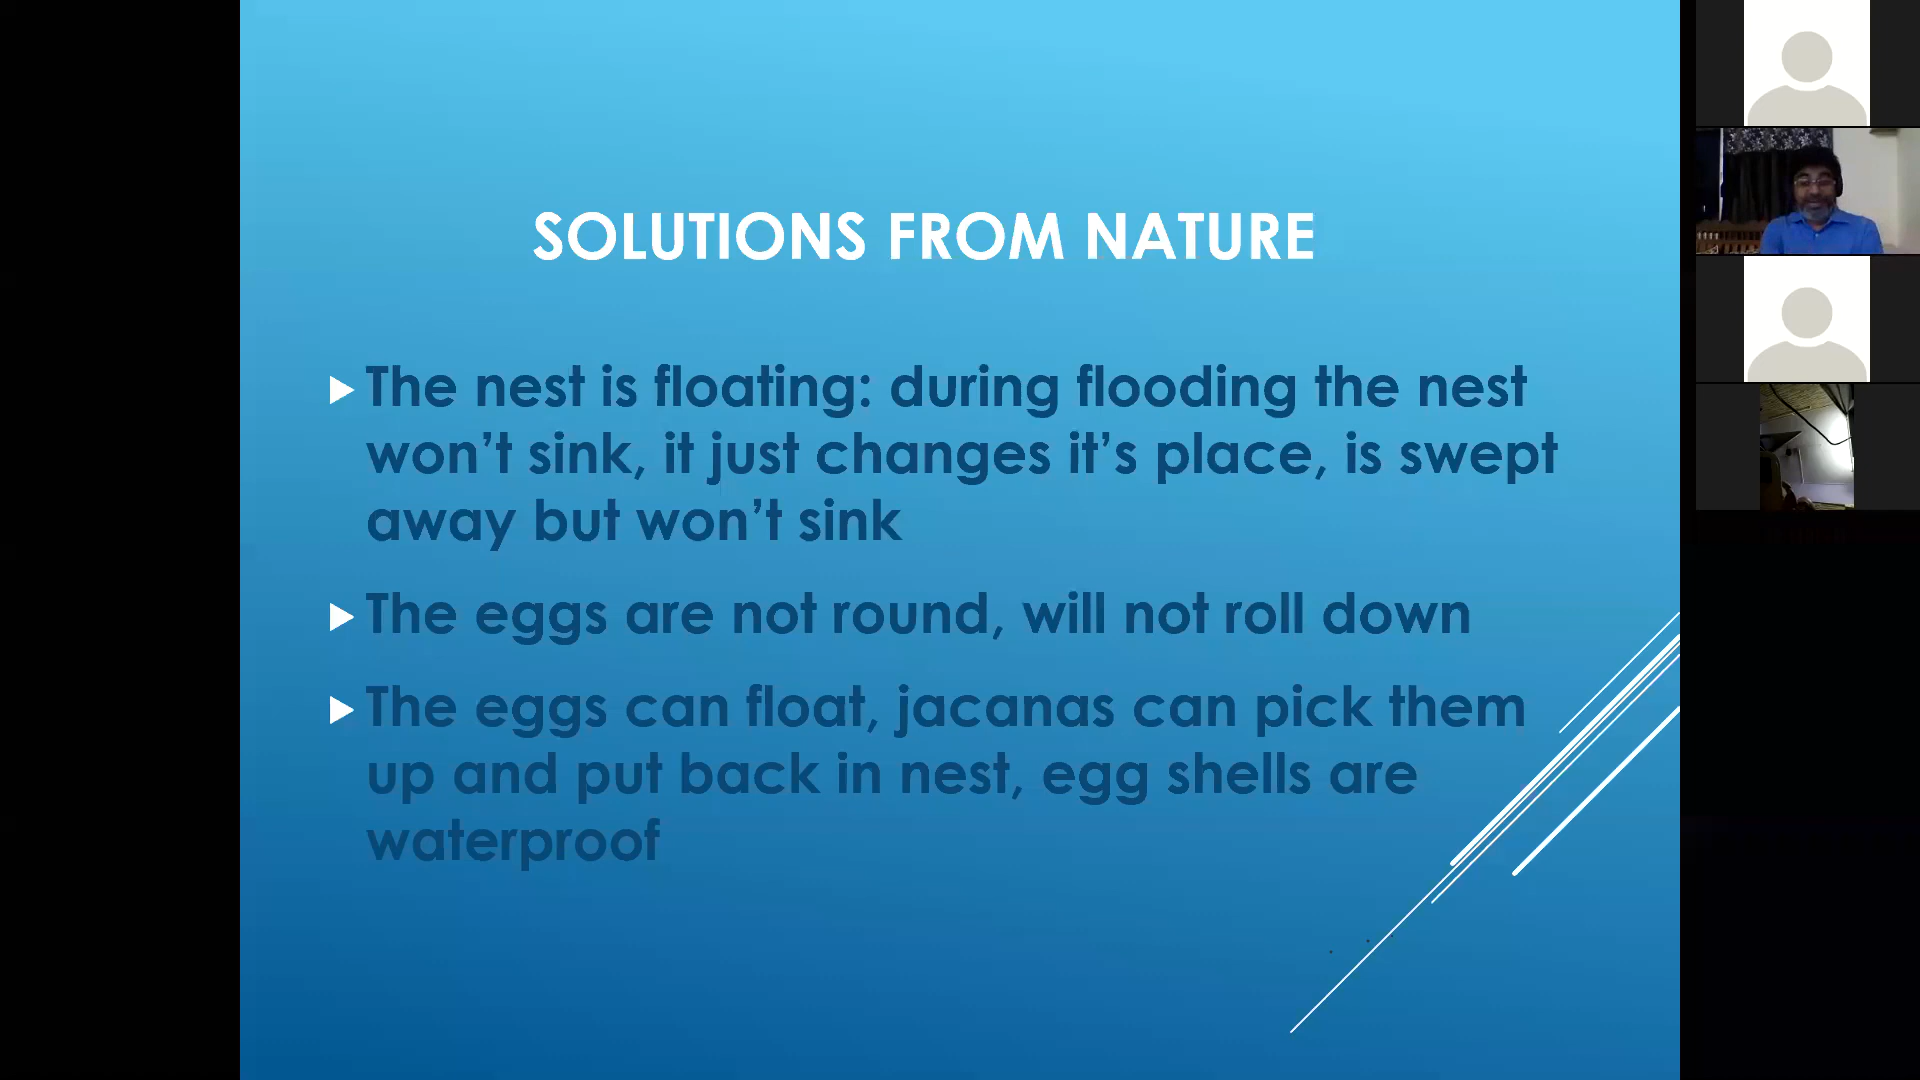 SOLUTIONS FROM NATURE
The nest is floating: during flooding the nest
won’t sink, it just changes it’s place, is swept
away but won’t sink
The eggs are not round, will not roll down
The eggs can float, jacanas can pick them
up and put back in nest, egg shells are
waterproof